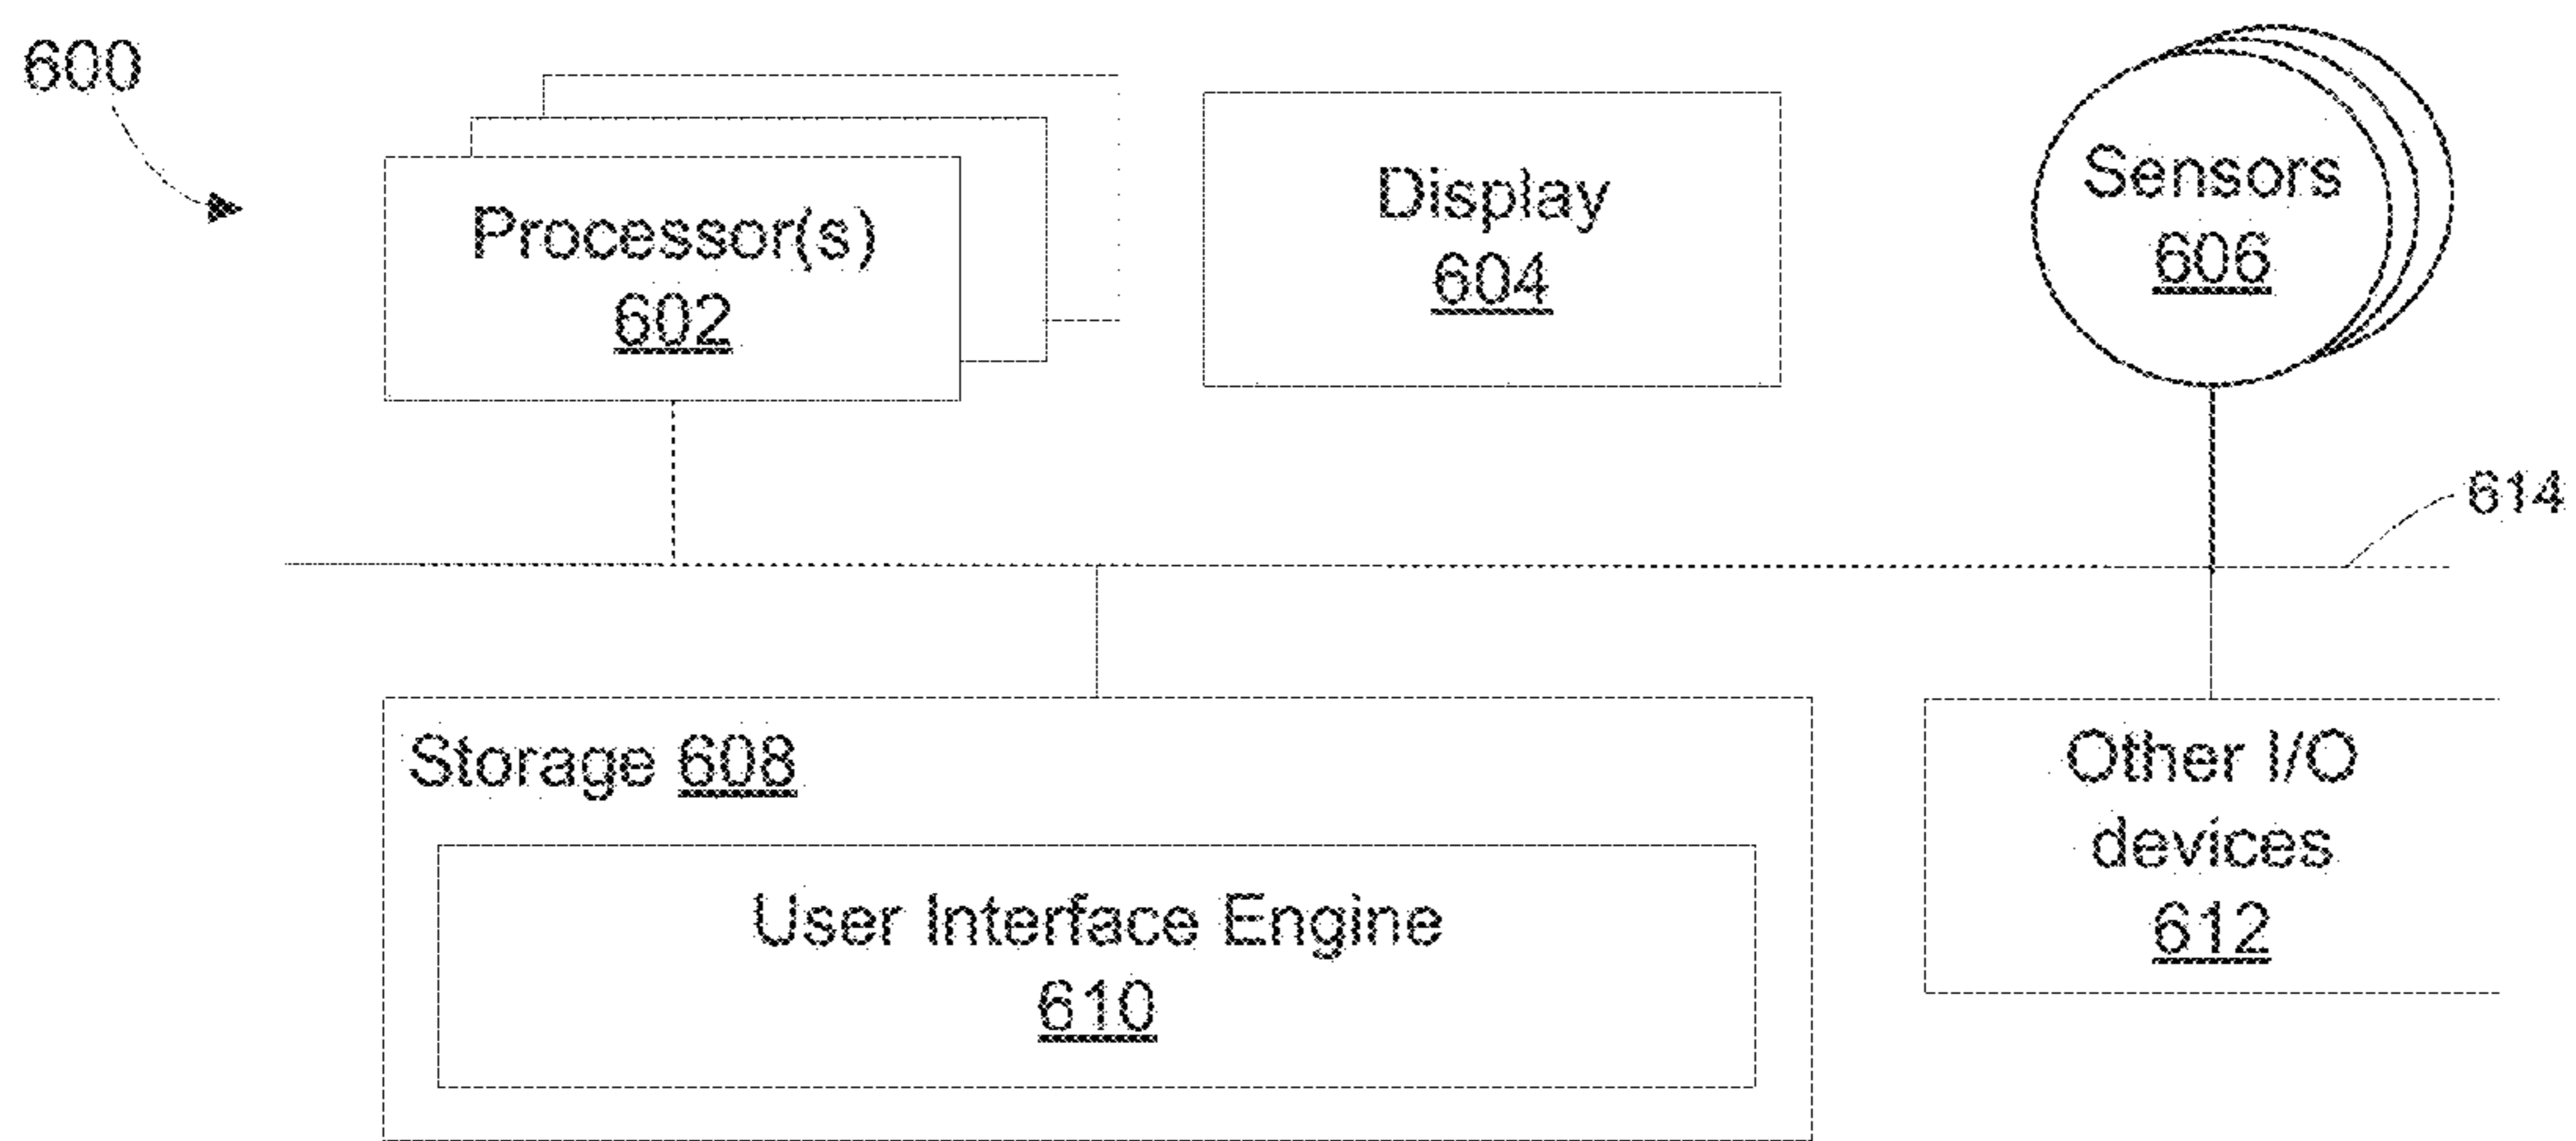 600
Processor(s)
602
Display
604
Sensors
606
614
Storage 608
User Interface Engine
610
Other I/O
devices
612